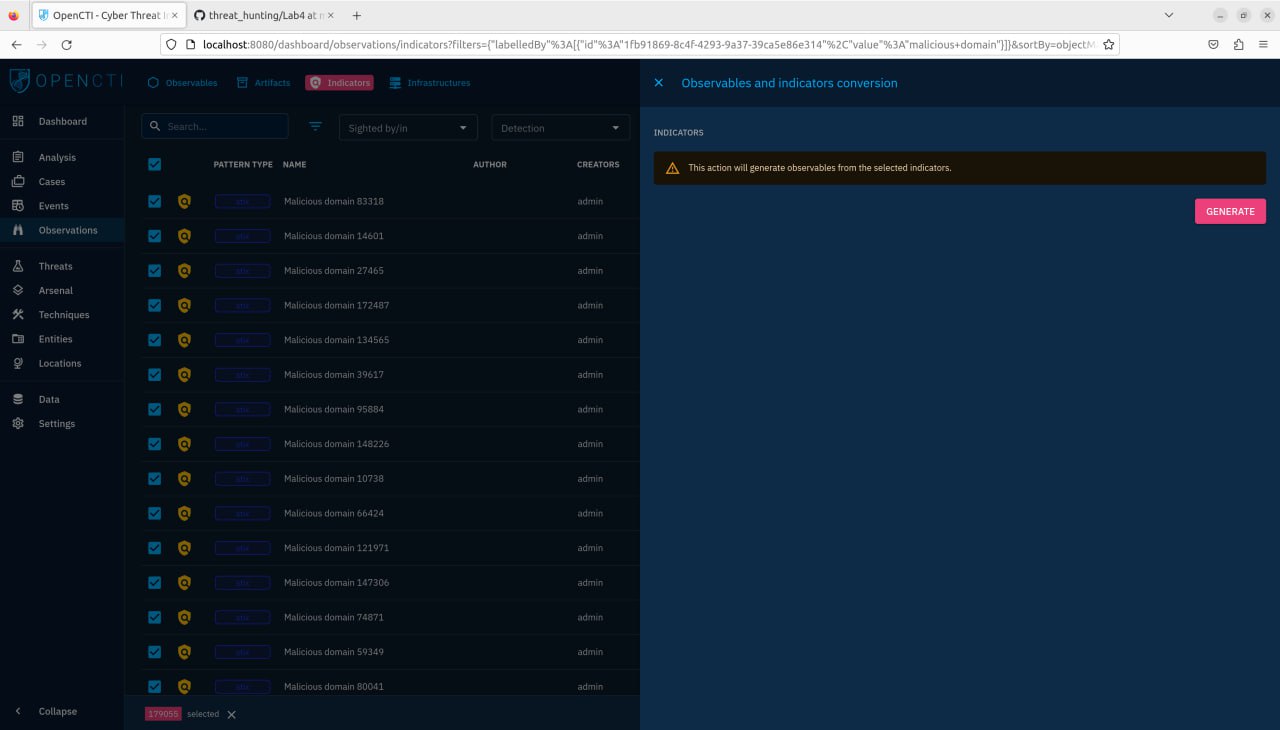 OpenCTI - Cyber Threat I
threat_hunting/Lab4 at m
localhost:8080/dashboard/observations/indicators?filters={"labelledBy"%3A[{"id"%3A"1fb91869-8c4f-4293-9a37-39ca5e86e314"%2C"value"%3A"malicious+domain"}]}&sortBy=objectM
OPENCTI
Observables
Artifacts
Indicators
Infrastructures
Observables and indicators conversion
Dashboard
Analysis
Cases
Events
Observations
Threats
Arsenal
Techniques
Entities
Locations
Data
Settings
Collapse
Search...
Sighted by/in
Detection
PATTERN TYPE NAME AUTHOR CREATORS
stix Malicious domain 83318 admin
stix Malicious domain 14601 admin
stix Malicious domain 27465 admin
stix Malicious domain 172487 admin
stix Malicious domain 134565 admin
stix Malicious domain 39617 admin
stix Malicious domain 95884 admin
stix Malicious domain 148226 admin
stix Malicious domain 10738 admin
stix Malicious domain 66424 admin
stix Malicious domain 121971 admin
stix Malicious domain 147306 admin
stix Malicious domain 74871 admin
stix Malicious domain 59349 admin
stix Malicious domain 80041 admin
179055 selected
INDICATORS
This action will generate observables from the selected indicators.
GENERATE